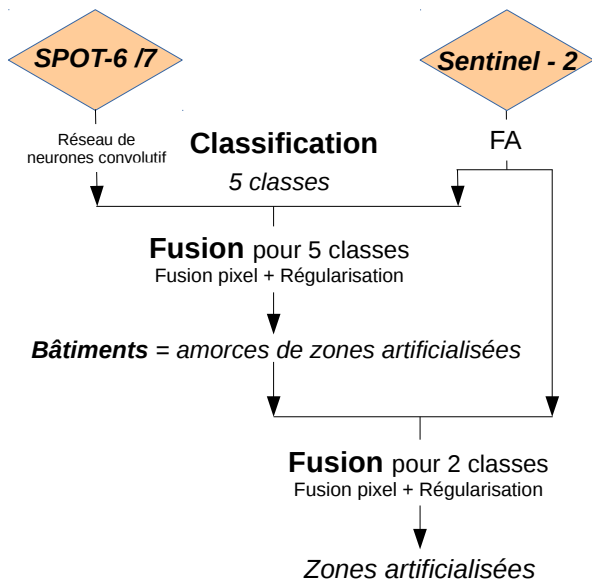 SPOT-6 /7
Sentinel - 2
Réseau de
neurones convolutif
Classification
FA
5 classes
Fusion pour 5 classes
Fusion pixel + Régularisation
Bâtiments = amorces de zones artificialisées
Fusion pour 2 classes
Fusion pixel + Régularisation
Zones artificialisées